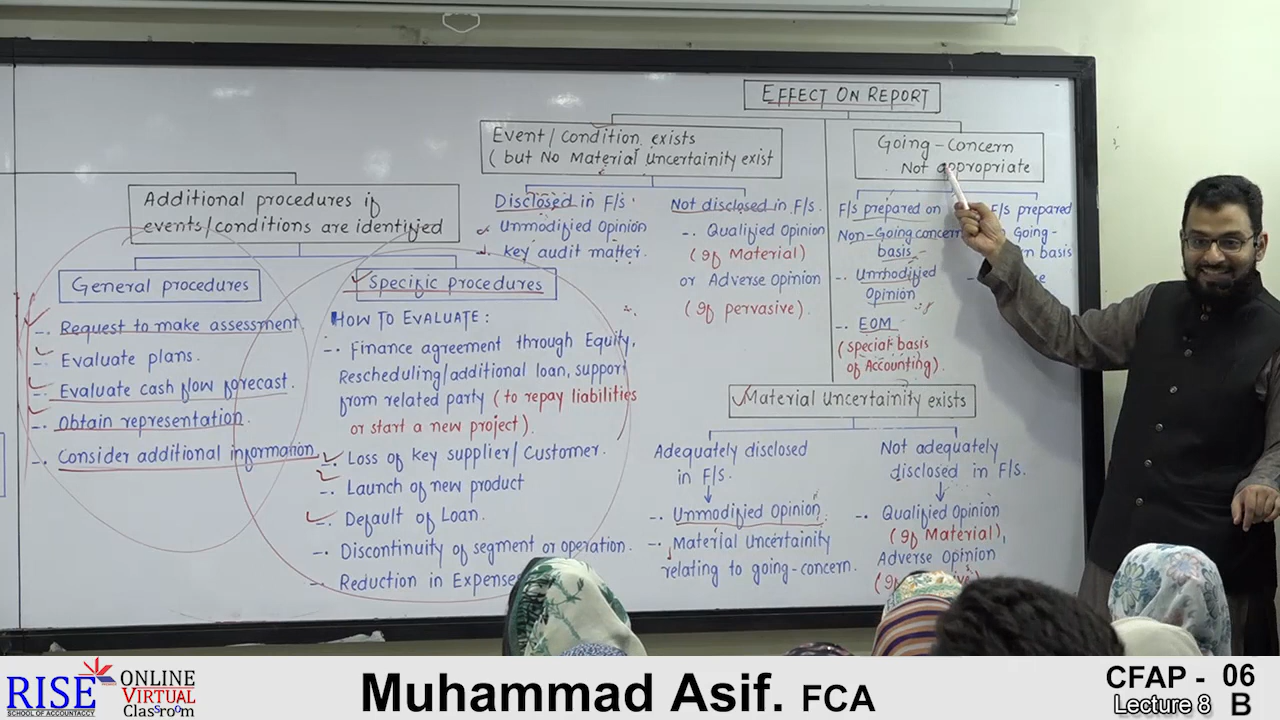 EFFECT ON REPORT
Event/Condition exists
(but No Material Uncertainity exist
Disclosed in F/s.
Unmodified Opinion
Key audit matter.
Not disclosed in F/s.
-. Qualified Opinion
(If Material)
or Adverse Opinion
(If pervasive).
Going-Concern
Not appropriate
F/s prepared on
Non-Going concern
basis
-. Unmodified
Opinion
-. EOM
(special basis
of Accounting).
F/s prepared
Going-
basis
Material Uncertainity exists
Adequately disclosed
in F/s.
-. Unmodified Opinion
-. Material Uncertainity
relating to going-concern.
Not adequately
disclosed in F/s.
-. Qualified Opinion
(If Material),
Adverse Opinion
Additional procedures if
events/conditions are identified
General procedures
-. Request to make assessment
-. Evaluate plans.
-. Evaluate cash flow forecast.
-. Obtain representation.
-. Consider additional information
Specific procedures
HOW TO EVALUATE:
-. Finance agreement through Equity,
Rescheduling/additional loan, support
from related party (to repay liabilities
or start a new project).
-. Loss of key supplier/Customer.
-. Launch of new product
-. Default of Loan.
-. Discontinuity of segment or operation.
-. Reduction in Expense
RISE
SCHOOL OF ACCOUNTANCY
ONLINE
VIRTUAL
Classroom
Muhammad Asif. FCA
CFAP - 06
Lecture 8 B